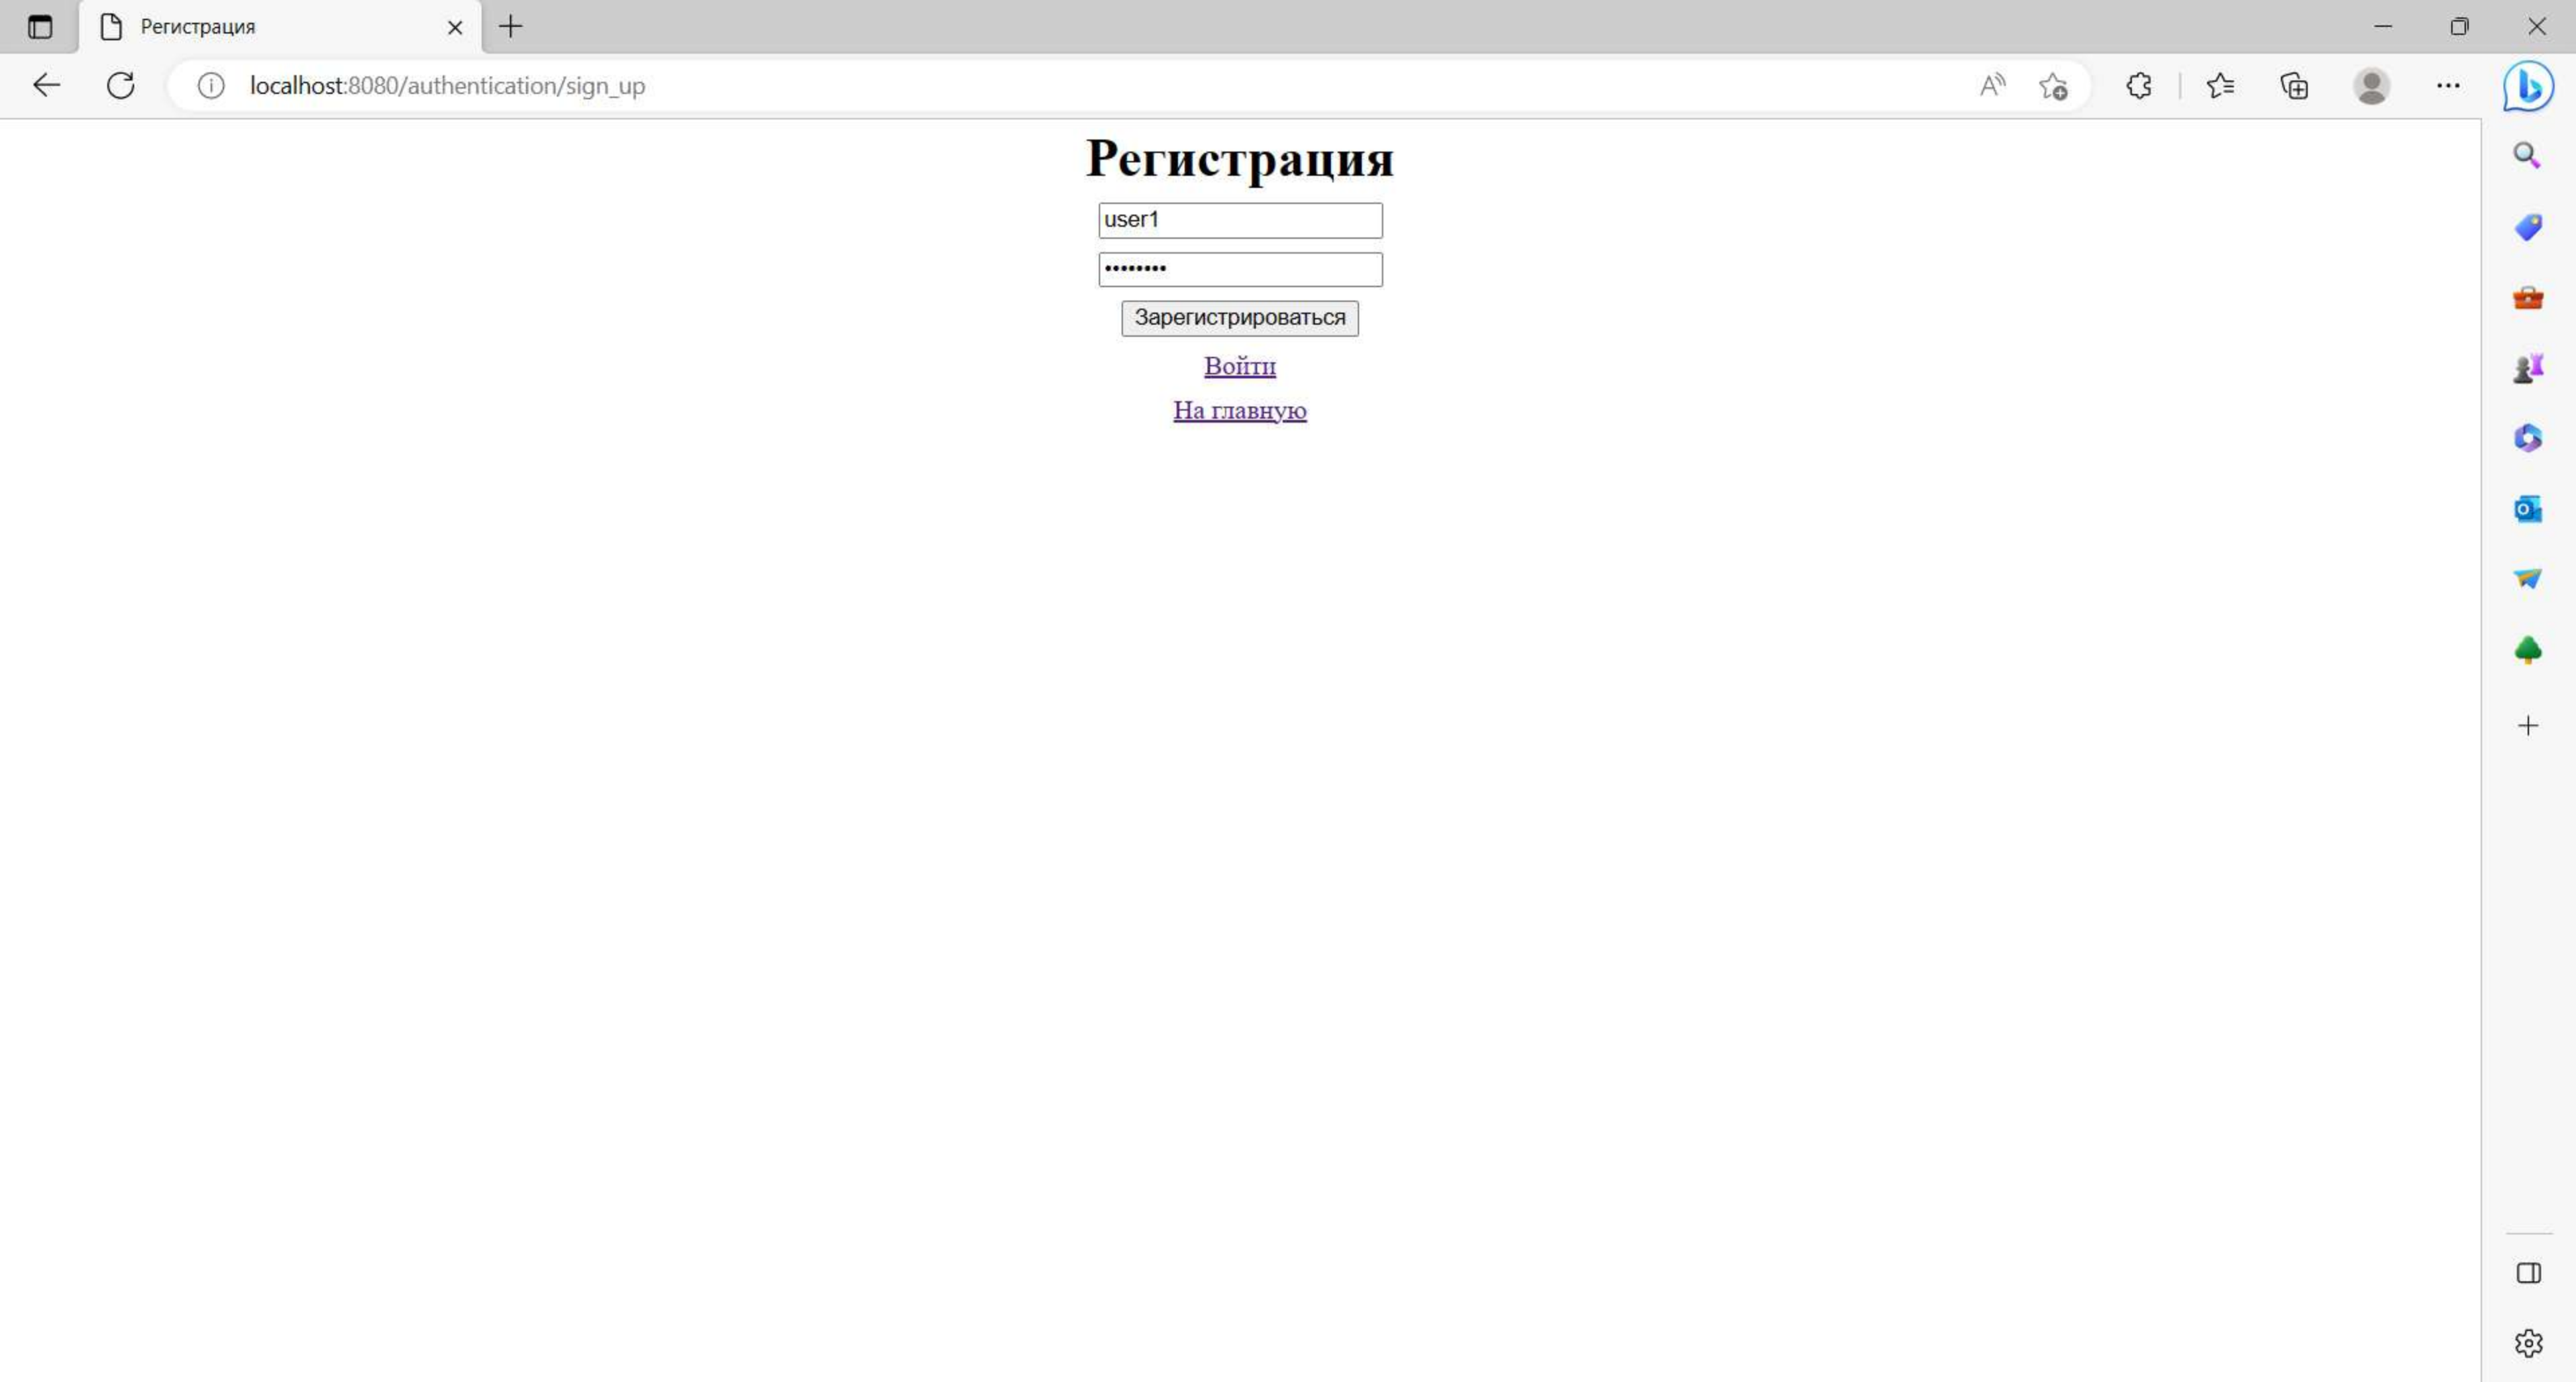 Регистрация
localhost:8080/authentication/sign_up
Регистрация
user1
••••••••
Зарегистрироваться
Войти
На главную